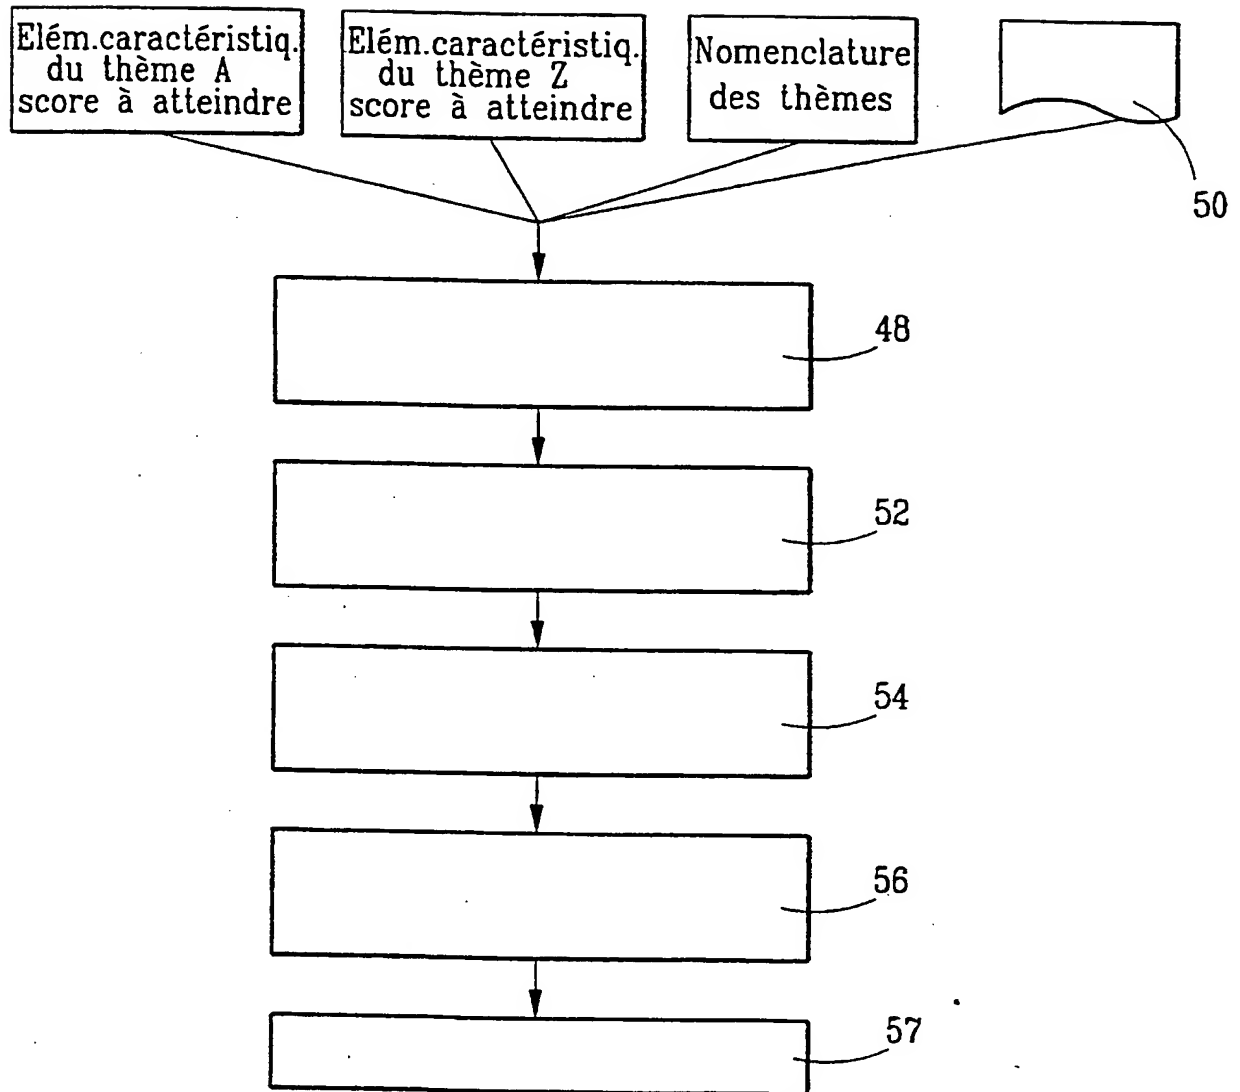 Elém.caractéristiq.
du thème A
score à atteindre
Elém.caractéristiq.
du thème Z
score à atteindre
Nomenclature
des thèmes
50
48
52
54
56
57